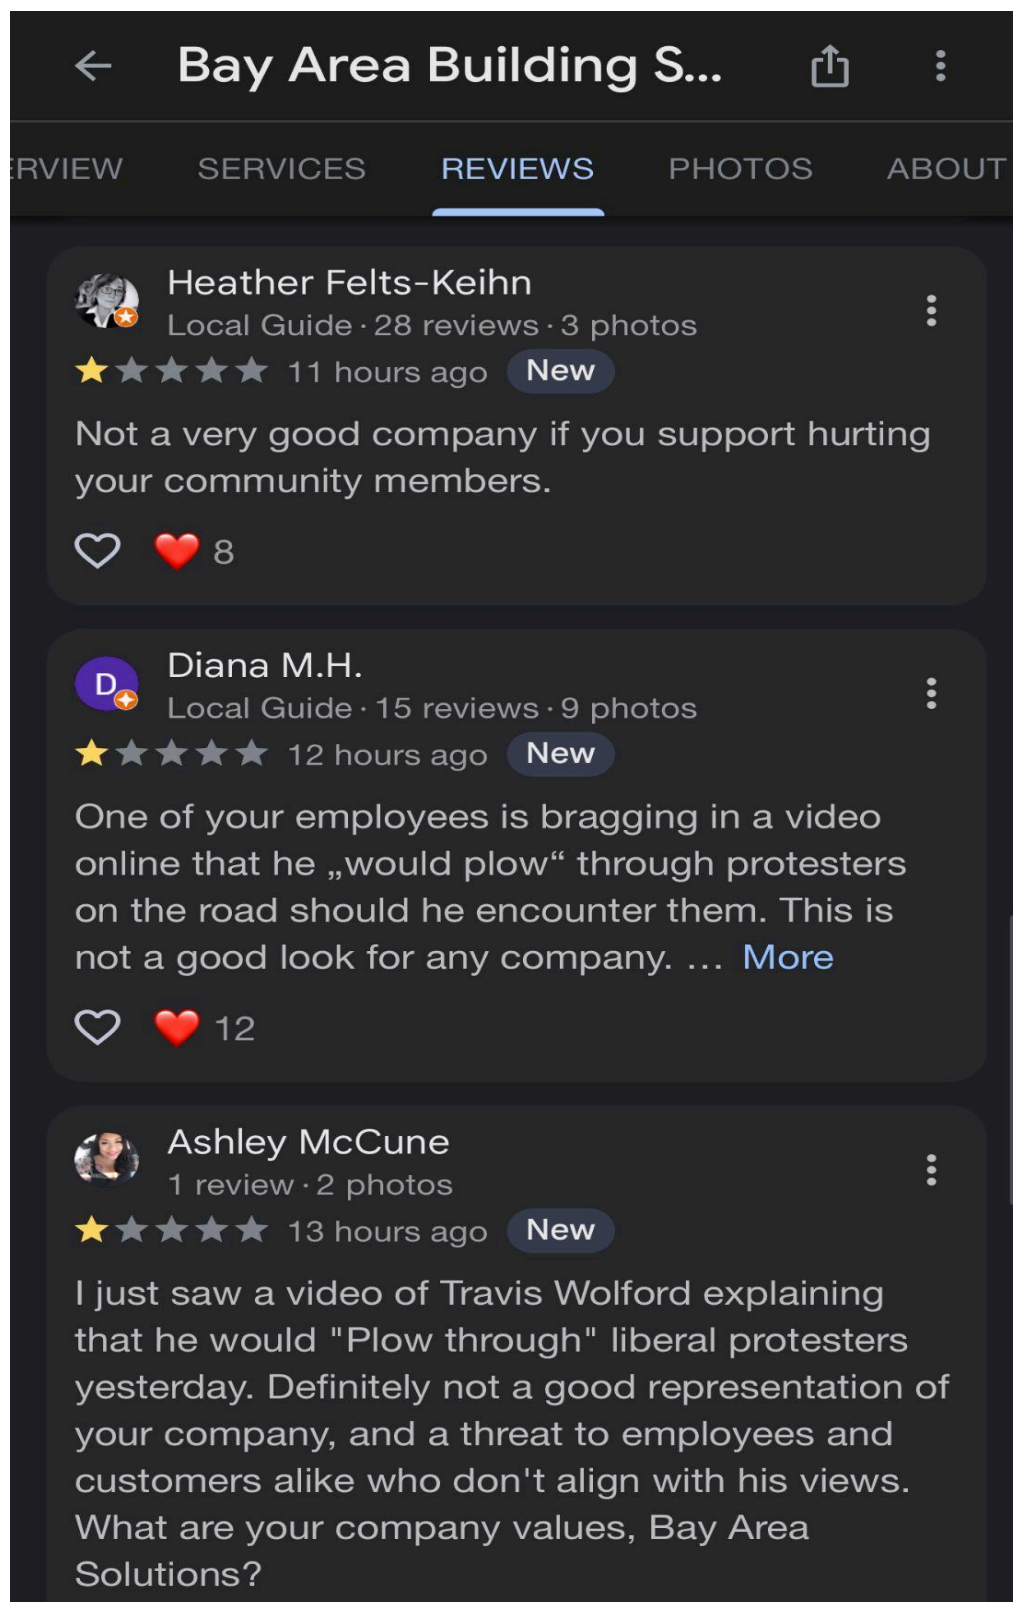 Bay Area Building S...
ERVIEW SERVICES REVIEWS PHOTOS ABOUT
Heather Felts-Keihn
Local Guide · 28 reviews · 3 photos
11 hours ago New
Not a very good company if you support hurting
your community members.
8
D
Diana M.H.
Local Guide · 15 reviews · 9 photos
12 hours ago New
One of your employees is bragging in a video
online that he „would plow“ through protesters
on the road should he encounter them. This is
not a good look for any company. ... More
12
Ashley McCune
1 review · 2 photos
13 hours ago New
I just saw a video of Travis Wolford explaining
that he would "Plow through" liberal protesters
yesterday. Definitely not a good representation of
your company, and a threat to employees and
customers alike who don't align with his views.
What are your company values, Bay Area
Solutions?